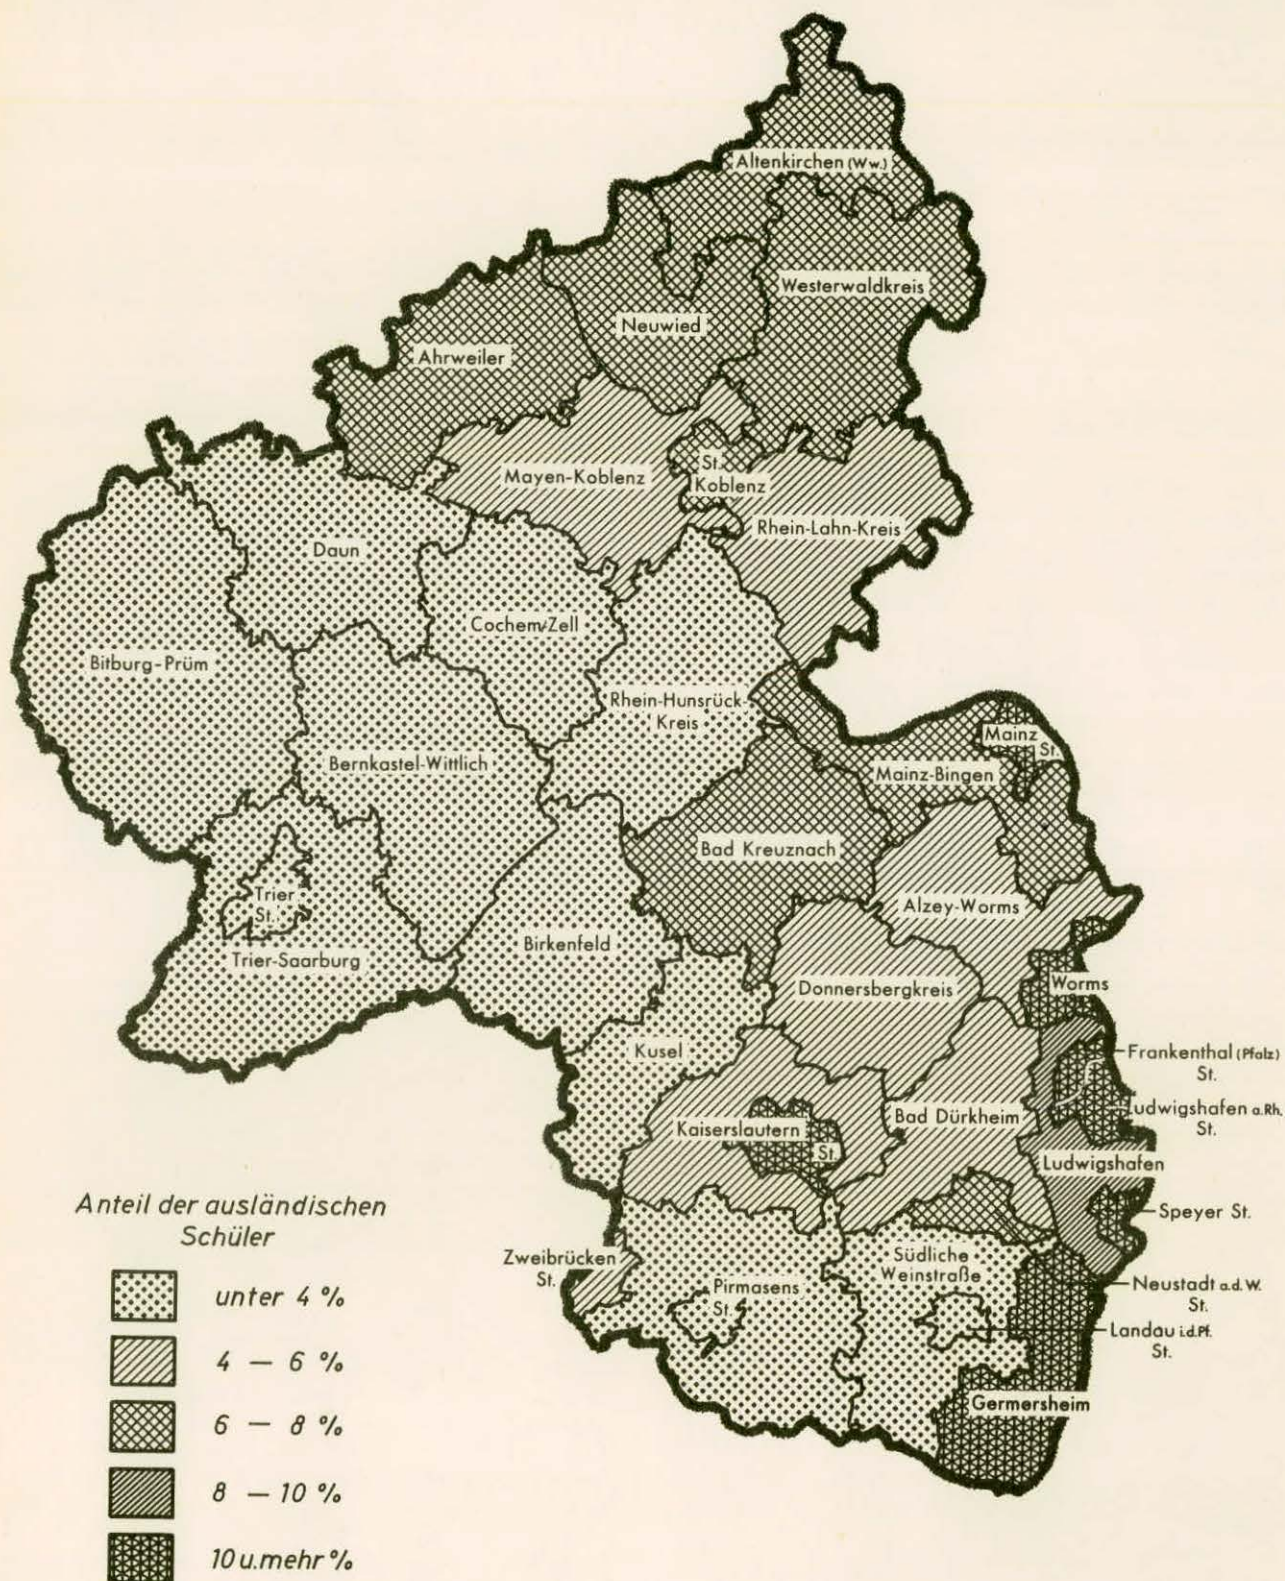 Altenkirchen (Ww.)
Westerwaldkreis
Neuwied
Ahrweiler
Mayen-Koblenz
St.
Koblenz
Rhein-Lahn-Kreis
Daun
Cochem-Zell
Bitburg-Prüm
Rhein-Hunsrück-
Kreis
Mainz
St.
Bernkastel-Wittlich
Mainz-Bingen
Bad Kreuznach
Trier
St.
Alzey-Worms
Birkenfeld
Trier-Saarburg
Donnersbergkreis
Worms
Kusel
Frankenthal (Pfalz)
St.
Ludwigshafen a.Rh.
St.
Bad Dürkheim
Kaiserslautern
St.
Ludwigshafen
Speyer St.
Anteil der ausländischen
Schüler
Zweibrücken
St.
Südliche
Weinstraße
Pirmasens
St.
Neustadt a.d.W.
St.
Landau i.d.Pf.
St.
Germersheim
unter 4 %
4 – 6 %
6 – 8 %
8 – 10 %
10 u. mehr %